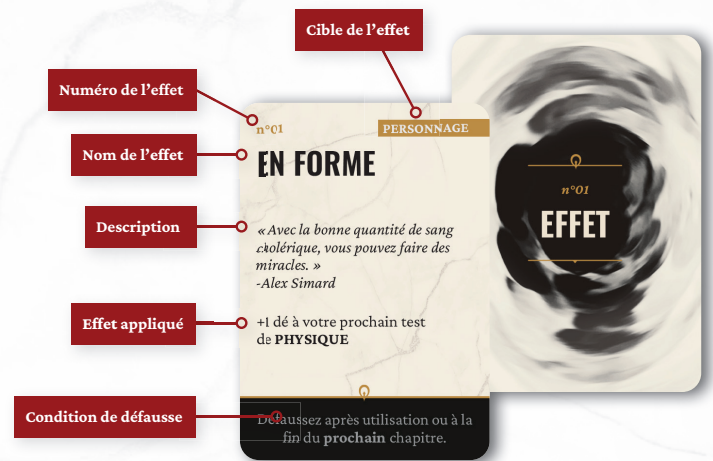 Cible de l'effet
Numéro de l'effet
n°01
PERSONNAGE
Nom de l'effet
EN FORME
n°01
EFFET
Description
« Avec la bonne quantité de sang
cholérique, vous pouvez faire des
miracles. »
-Alex Simard
Effet appliqué
+1 dé à votre prochain test
de PHYSIQUE
Condition de défausse
Défaussez après utilisation ou à la
fin du prochain chapitre.